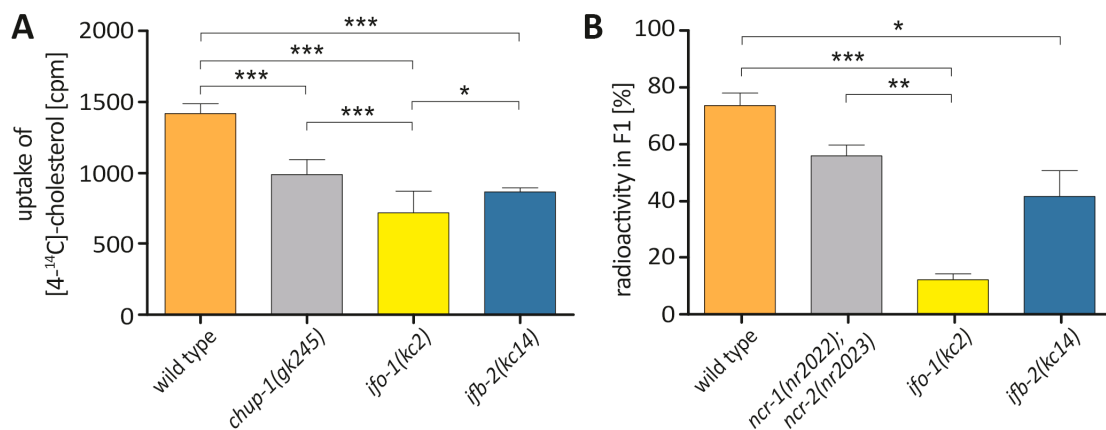 A
uptake of
[4-¹⁴C]-cholesterol [cpm]
2000
1500
1000
500
0
***
***
***
***
*
wild type
chup-1(gk245)
ifo-1(kc2)
ifb-2(kc14)
B
radioactivity in F1 [%]
100
80
60
40
20
0
*
***
**
wild type
ncr-1(nr2022);
ncr-2(nr2023)
ifo-1(kc2)
ifb-2(kc14)